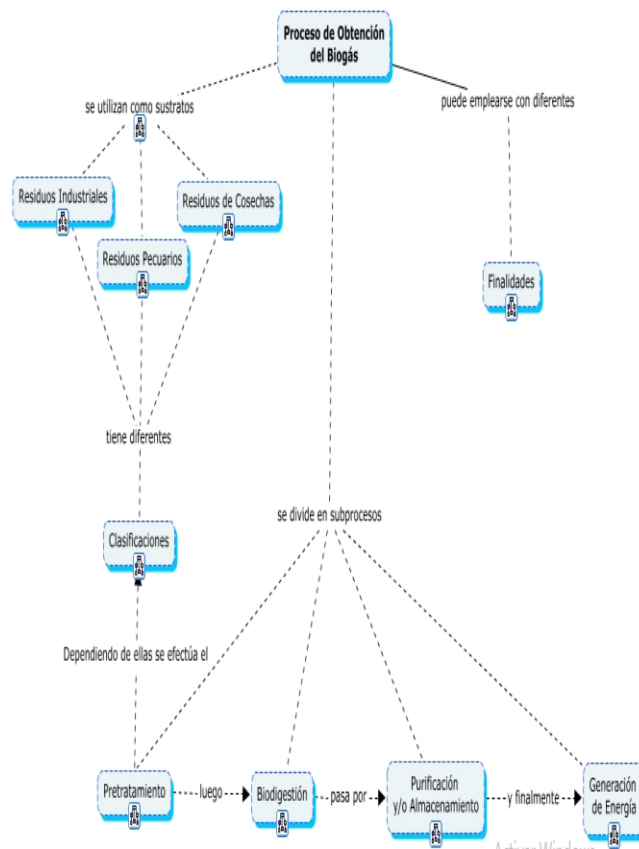 Proceso de Obtención
del Biogás
se utilizan como sustratos
puede emplearse con diferentes
Residuos Industriales
Residuos de Cosechas
Residuos Pecuarios
Finalidades
tiene diferentes
se divide en subprocesos
Clasificaciones
Dependiendo de ellas se efectúa el
Pretratamiento
luego
Biodigestión
pasa por
Purificación
y/o Almacenamiento
y finalmente
Generación
de Energía
Activar Windows